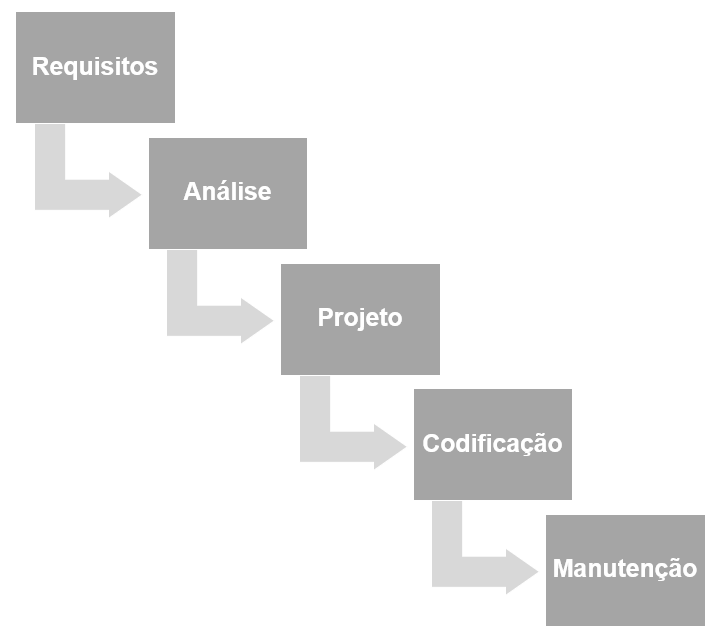 Requisitos
Análise
Projeto
Codificação
Manutenção